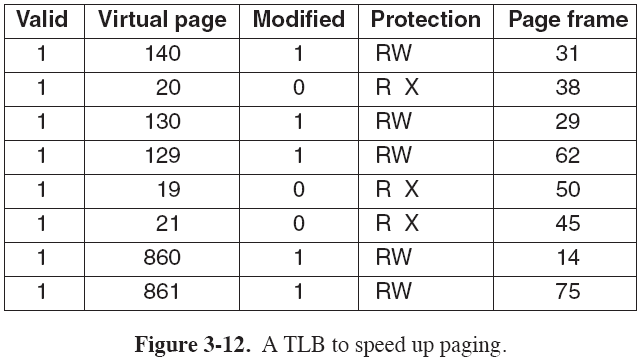 Valid Virtual page Modified Protection Page frame
1 140 1 RW 31
1 20 0 R X 38
1 130 1 RW 29
1 129 1 RW 62
1 19 0 R X 50
1 21 0 R X 45
1 860 1 RW 14
1 861 1 RW 75
Figure 3-12. A TLB to speed up paging.